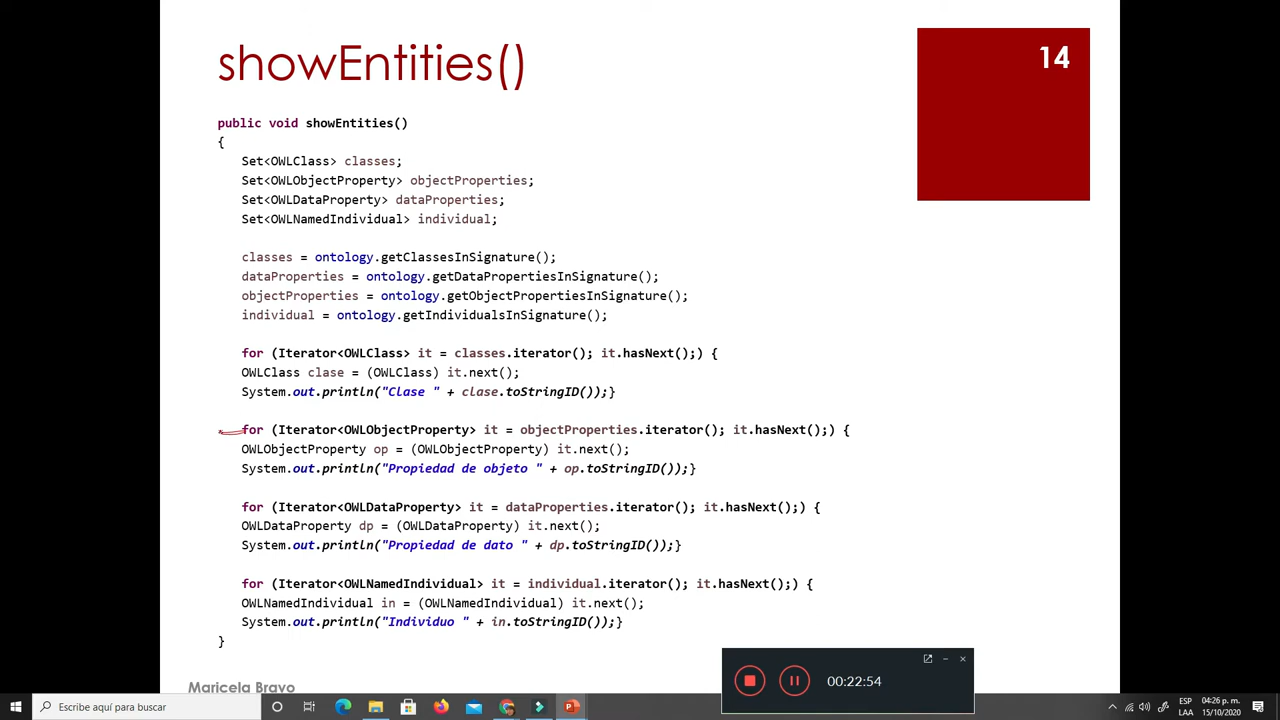 showEntities()
14
public void showEntities()
{
Set<OWLClass> classes;
Set<OWLObjectProperty> objectProperties;
Set<OWLDataProperty> dataProperties;
Set<OWLNamedIndividual> individual;
classes = ontology.getClassesInSignature();
dataProperties = ontology.getDataPropertiesInSignature();
objectProperties = ontology.getObjectPropertiesInSignature();
individual = ontology.getIndividualsInSignature();
for (Iterator<OWLClass> it = classes.iterator(); it.hasNext();) {
OWLClass clase = (OWLClass) it.next();
System.out.println("Clase " + clase.toStringID());}
for (Iterator<OWLObjectProperty> it = objectProperties.iterator(); it.hasNext();) {
OWLObjectProperty op = (OWLObjectProperty) it.next();
System.out.println("Propiedad de objeto " + op.toStringID());}
for (Iterator<OWLDataProperty> it = dataProperties.iterator(); it.hasNext();) {
OWLDataProperty dp = (OWLDataProperty) it.next();
System.out.println("Propiedad de dato " + dp.toStringID());}
for (Iterator<OWLNamedIndividual> it = individual.iterator(); it.hasNext();) {
OWLNamedIndividual in = (OWLNamedIndividual) it.next();
System.out.println("Individuo " + in.toStringID());}
}
Maricela Bravo
00:22:54
Escribe aquí para buscar
ESP
LAA
04:26 p. m.
15/10/2020